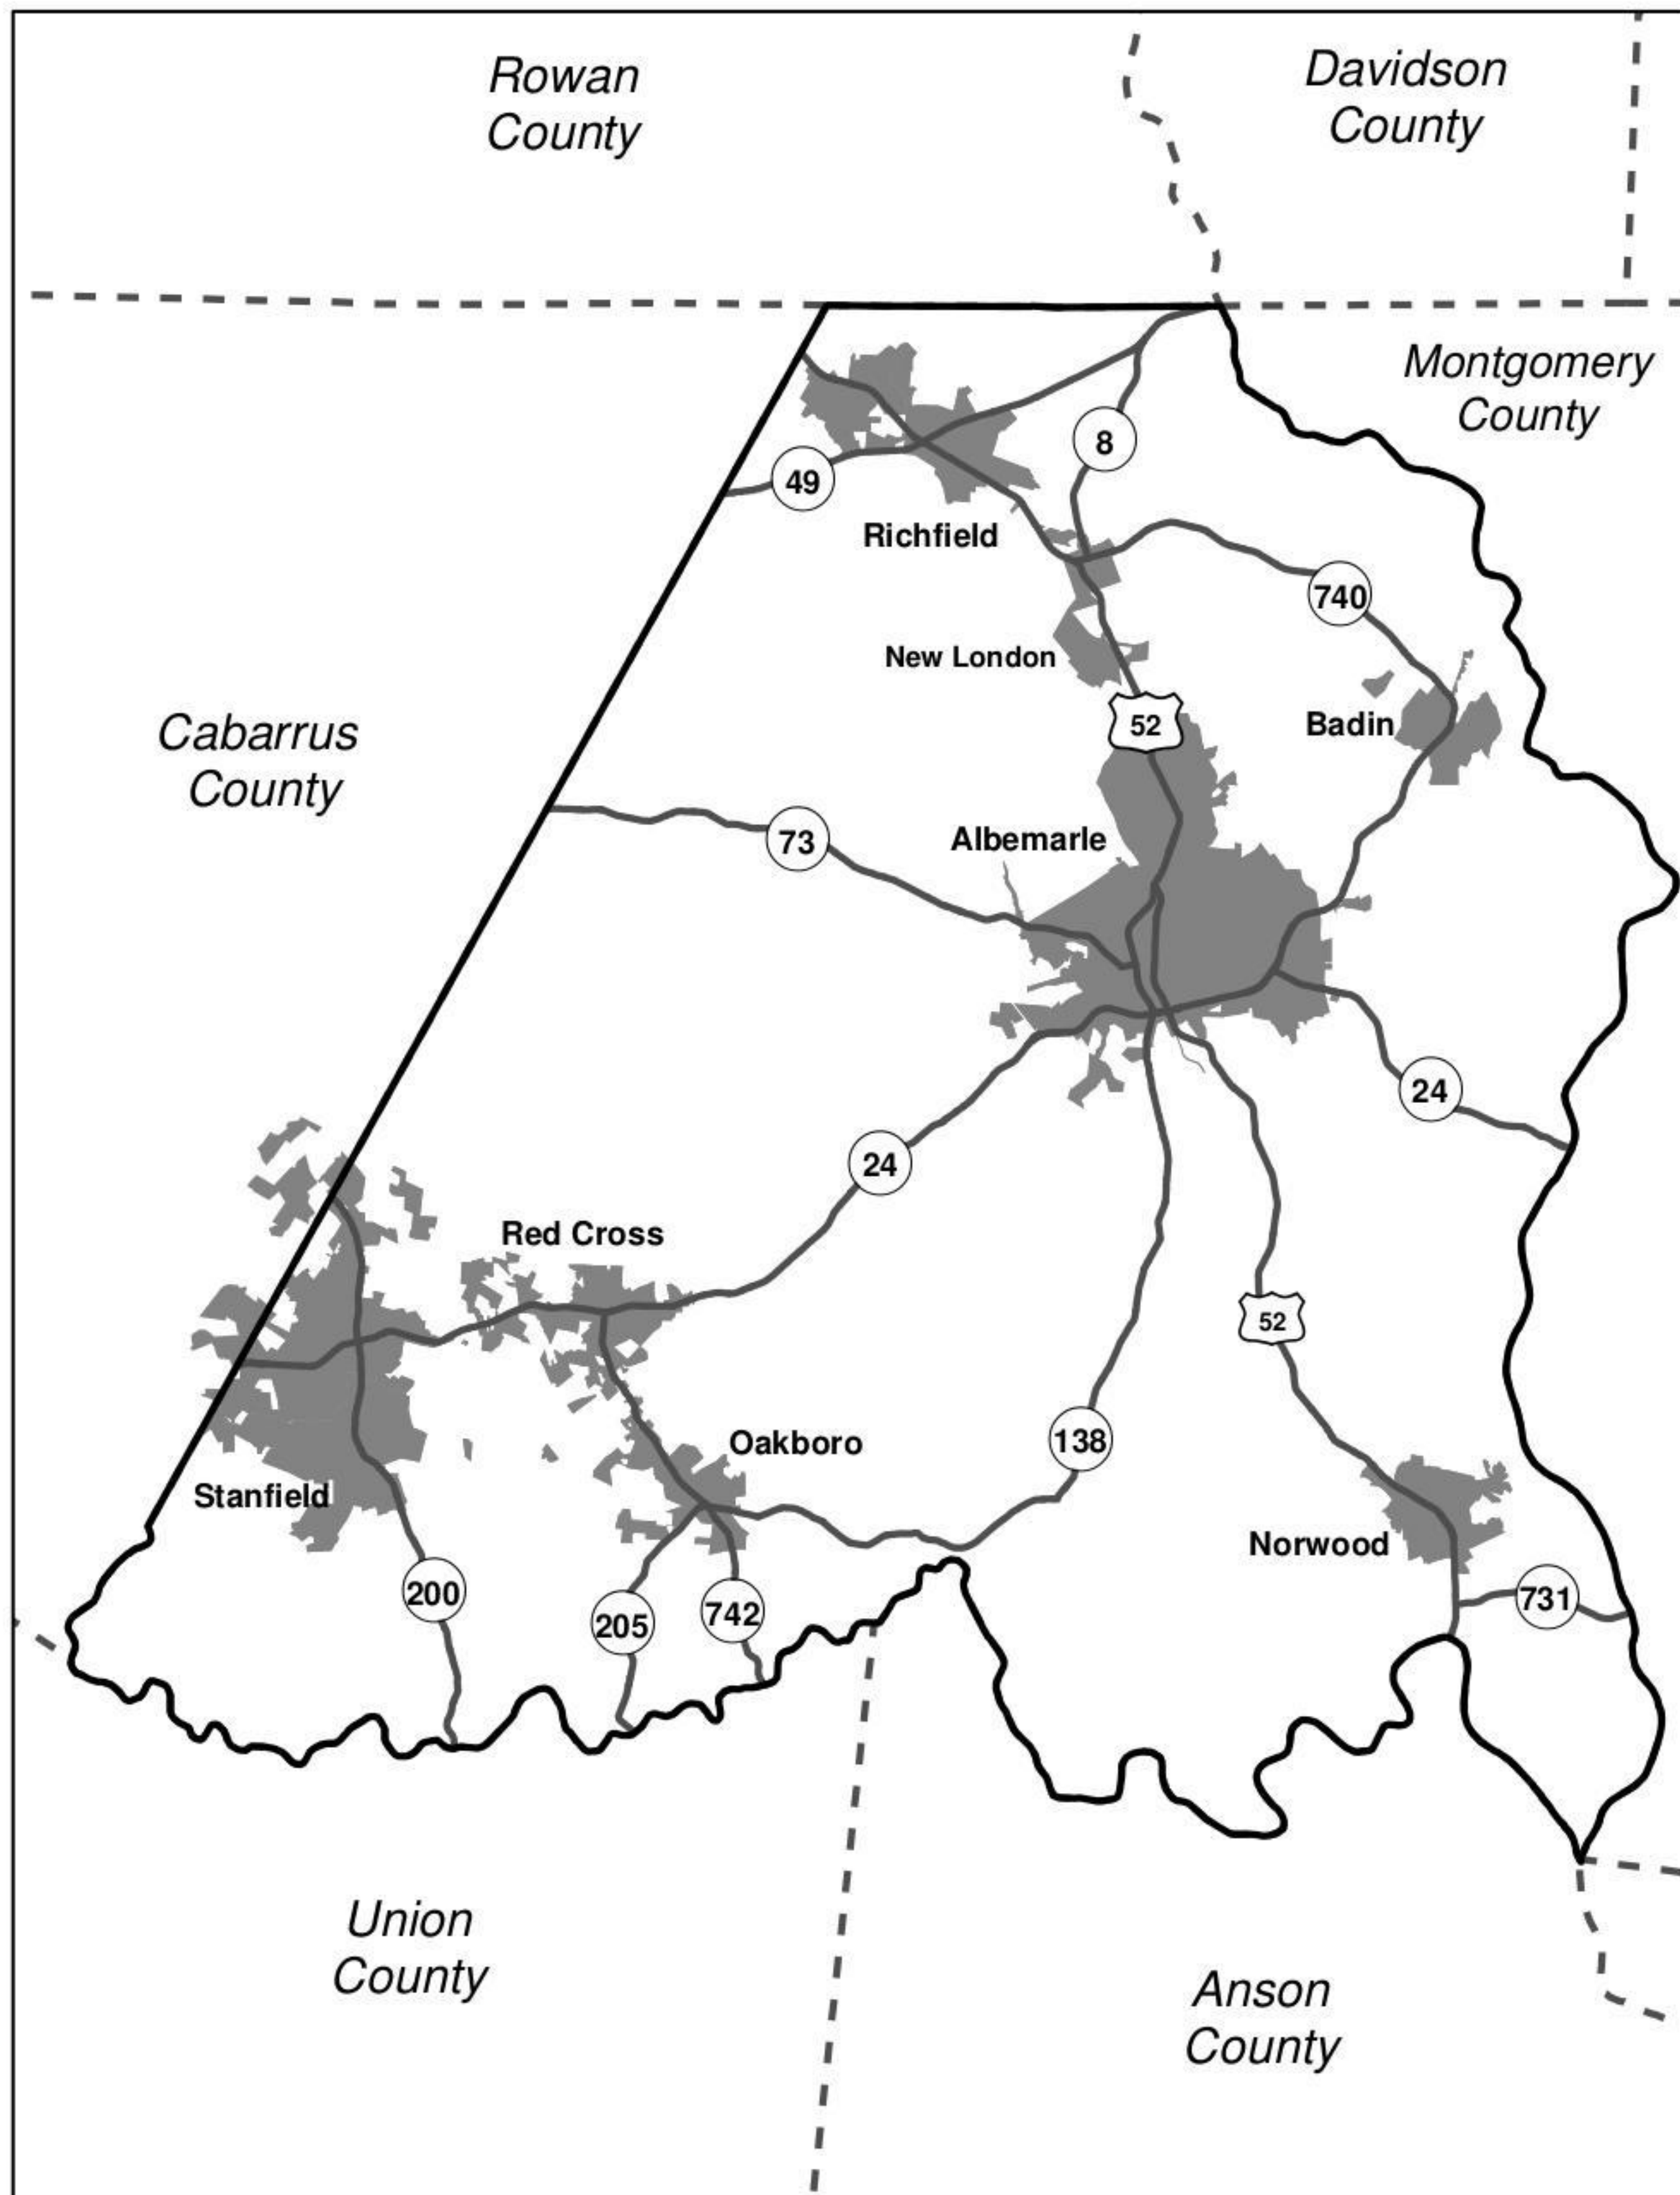 Rowan
County
Davidson
County
Montgomery
County
8
49
Richfield
740
New London
52
Badin
Cabarrus
County
73
Albemarle
24
24
Red Cross
52
138
Oakboro
Stanfield
Norwood
200
205
742
731
Union
County
Anson
County